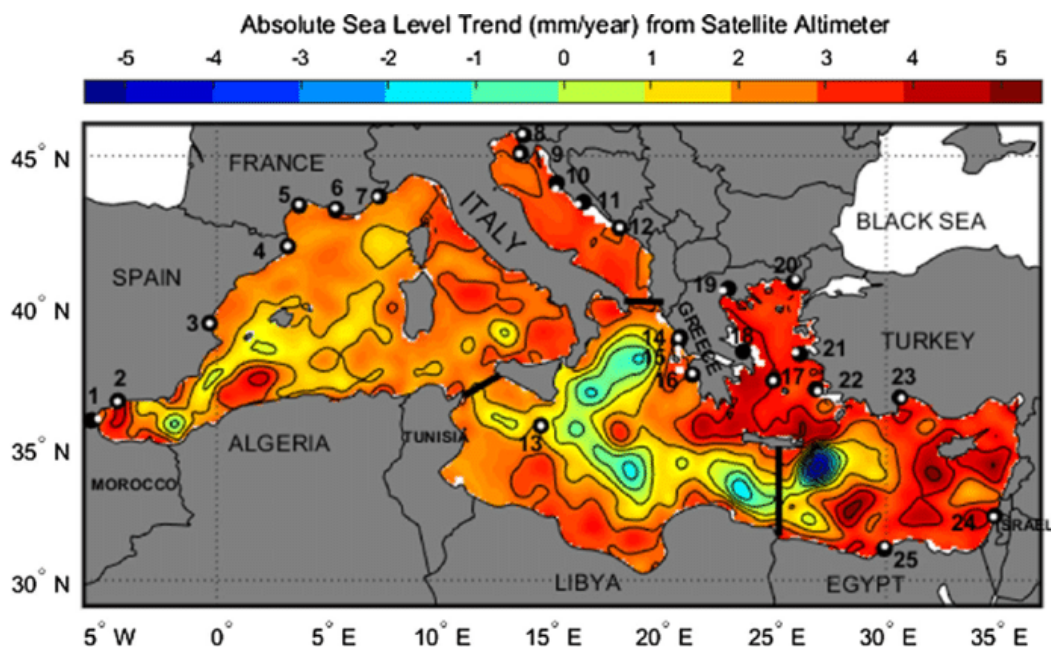 Absolute Sea Level Trend (mm/year) from Satellite Altimeter
-5 -4 -3 -2 -1 0 1 2 3 4 5
45° N
40° N
35° N
30° N
FRANCE
ITALY
BLACK SEA
SPAIN
GREECE
TURKEY
ALGERIA
TUNISIA
MOROCCO
ISRAEL
LIBYA
EGYPT
1
2
3
4
5
6
7
8
9
10
11
12
13
14
15
16
17
18
19
20
21
22
23
24
25
5° W 0° 5° E 10° E 15° E 20° E 25° E 30° E 35° E